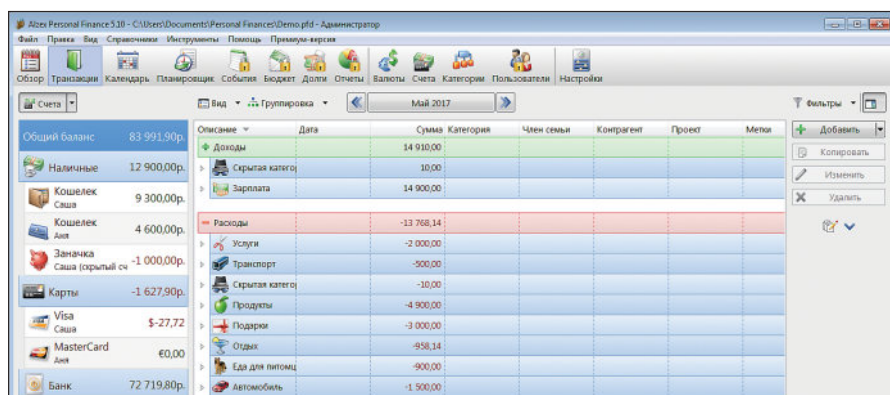 Alzex Personal Finance 5.10 - C:\Users\Documents\Personal Finances\Demo.pfd - Администратор
Файл Правка Вид Справочники Инструменты Помощь Премиум-версия
Обзор Транзакции Календарь Планировщик События Бюджет Долги Отчеты Валюты Счета Категории Пользователи Настройки
Счета Вид Группировка Май 2017 Фильтры
Общий баланс 83 991,90р. Описание Дата Сумма Категория Член семьи Контрагент Проект Метки Добавить
Доходы 14 910,00 Копировать
Наличные 12 900,00р. Скрытая катего 10,00 Изменить
Кошелек Саша 9 300,00р. Зарплата 14 900,00 Удалить
Кошелек Аня 4 600,00р. Расходы -13 768,14
Услуги -2 000,00
Заначка Саша (скрытый сч -1 000,00р. Транспорт -500,00
Карты -1 627,90р. Скрытая катего -10,00
Продукты -4 900,00
Visa Саша $-27,72 Подарки -3 000,00
MasterCard Аня €0,00 Отдых -958,14
Еда для питомц -900,00
Банк 72 719,80р. Автомобиль -1 500,00